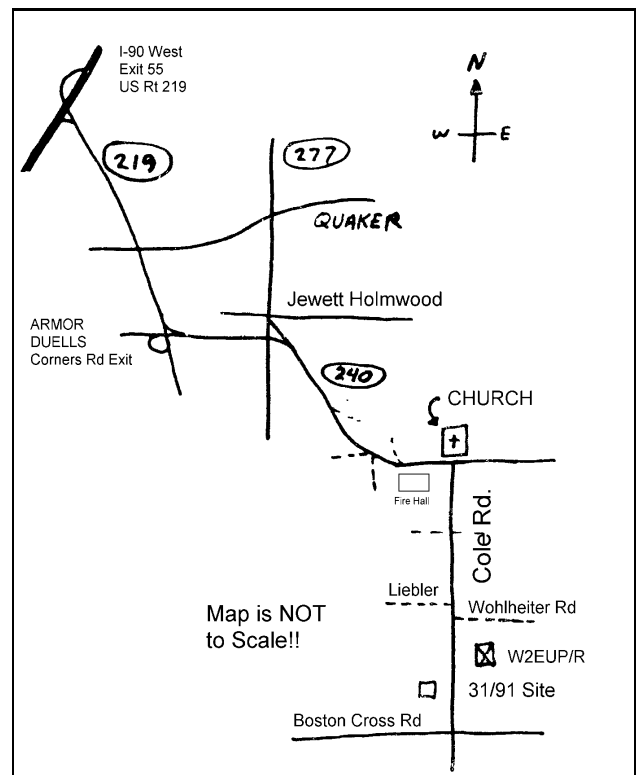 I-90 West
Exit 55
US Rt 219
N
W E
219
277
QUAKER
Jewett Holmwood
ARMOR
DUELLS
Corners Rd Exit
240
CHURCH
Fire Hall
Cole Rd.
Liebler
Wohlheiter Rd
Map is NOT
to Scale!!
W2EUP/R
31/91 Site
Boston Cross Rd